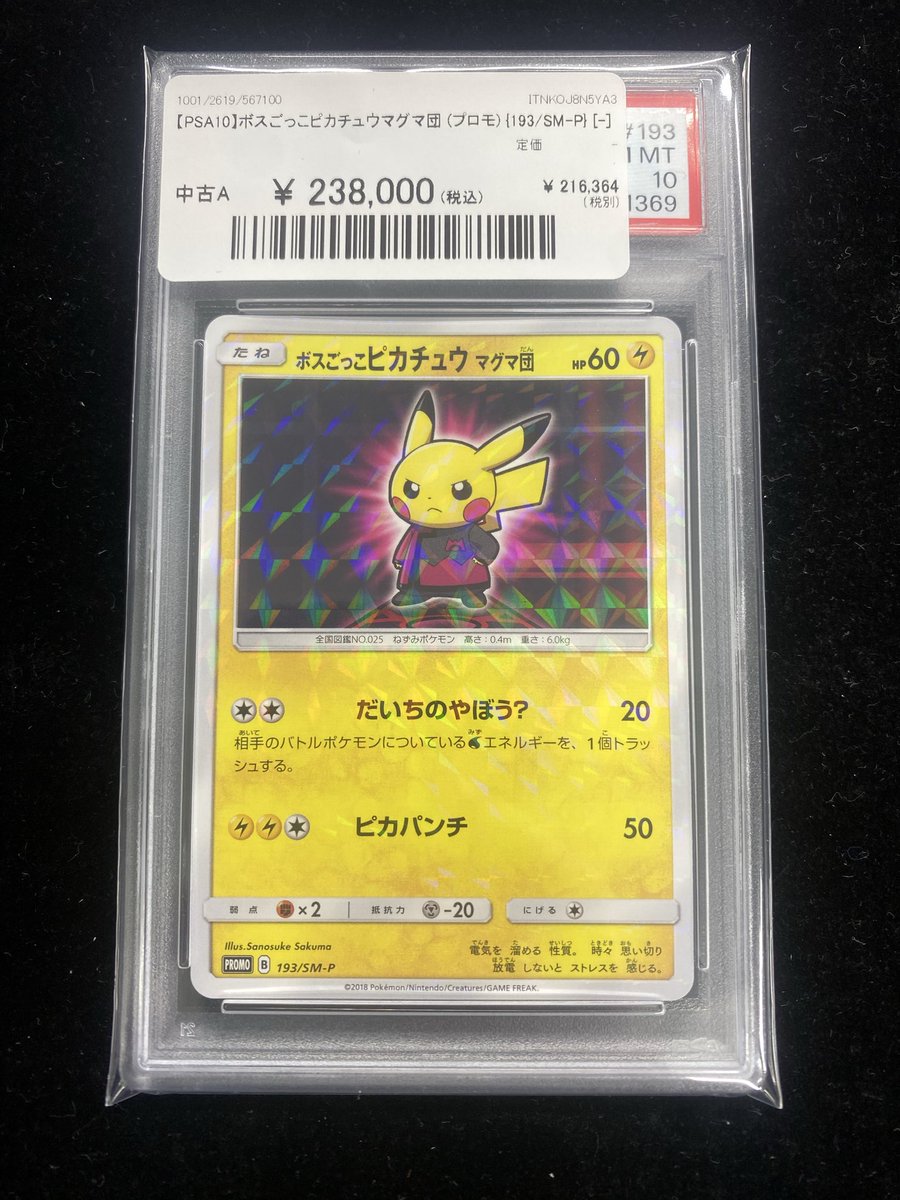 1001/2619/567100 ITNKOJ8N5YA3
【PSA10】ボスごっこピカチュウマグマ団 (プロモ) {193/SM-P} [-]
定価 -
中古A ¥ 238,000(税込) ¥ 216,364
(税別)
#193
MT
10
1369
たね ボスごっこピカチュウ マグマ団 HP60
全国図鑑NO.025 ねずみポケモン 高さ:0.4m 重さ:6.0kg
だいちのやぼう? 20
相手のバトルポケモンについているエネルギーを、1個トラッ
シュする。
ピカパンチ 50
弱点 ×2 抵抗力 -20 にげる
Illus.Sanosuke Sakuma
PROMO B 193/SM-P
電気を 溜める 性質。 時々 思い切り
放電 しないと ストレスを 感じる。
©2018 Pokémon/Nintendo/Creatures/GAME FREAK.